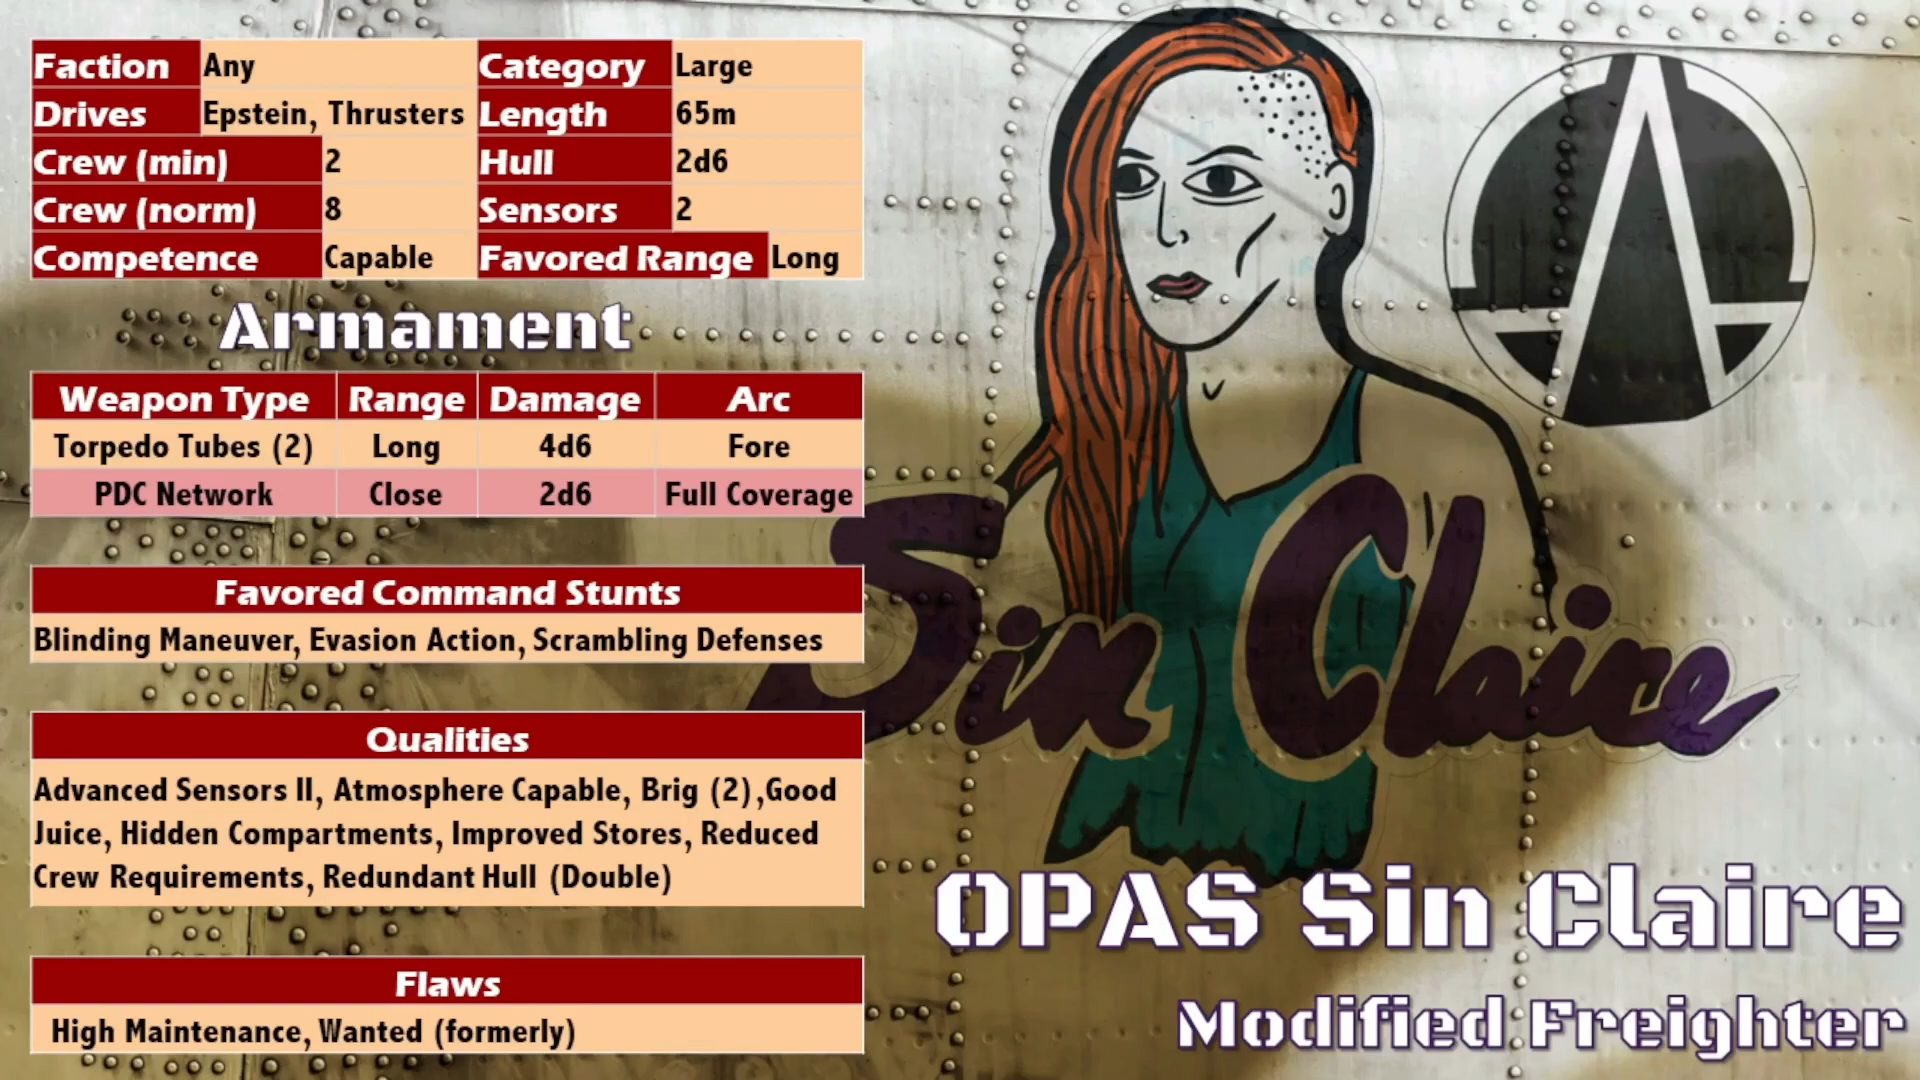 Faction Any Category Large
Drives Epstein, Thrusters Length 65m
Crew (min) 2 Hull 2d6
Crew (norm) 8 Sensors 2
Competence Capable Favored Range Long
Armament
Weapon Type Range Damage Arc
Torpedo Tubes (2) Long 4d6 Fore
PDC Network Close 2d6 Full Coverage
Favored Command Stunts
Blinding Maneuver, Evasion Action, Scrambling Defenses
Qualities
Advanced Sensors II, Atmosphere Capable, Brig (2),Good
Juice, Hidden Compartments, Improved Stores, Reduced
Crew Requirements, Redundant Hull (Double)
Flaws
High Maintenance, Wanted (formerly)
Sin Claire
OPAS Sin Claire
Modified Freighter